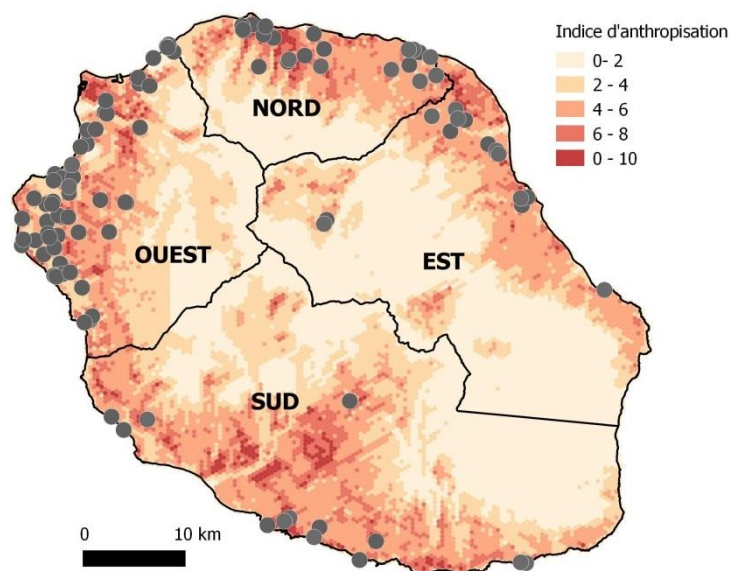 Indice d'anthropisation
0- 2
2 - 4
4 - 6
6 - 8
0 - 10
NORD
OUEST
EST
SUD
0 10 km